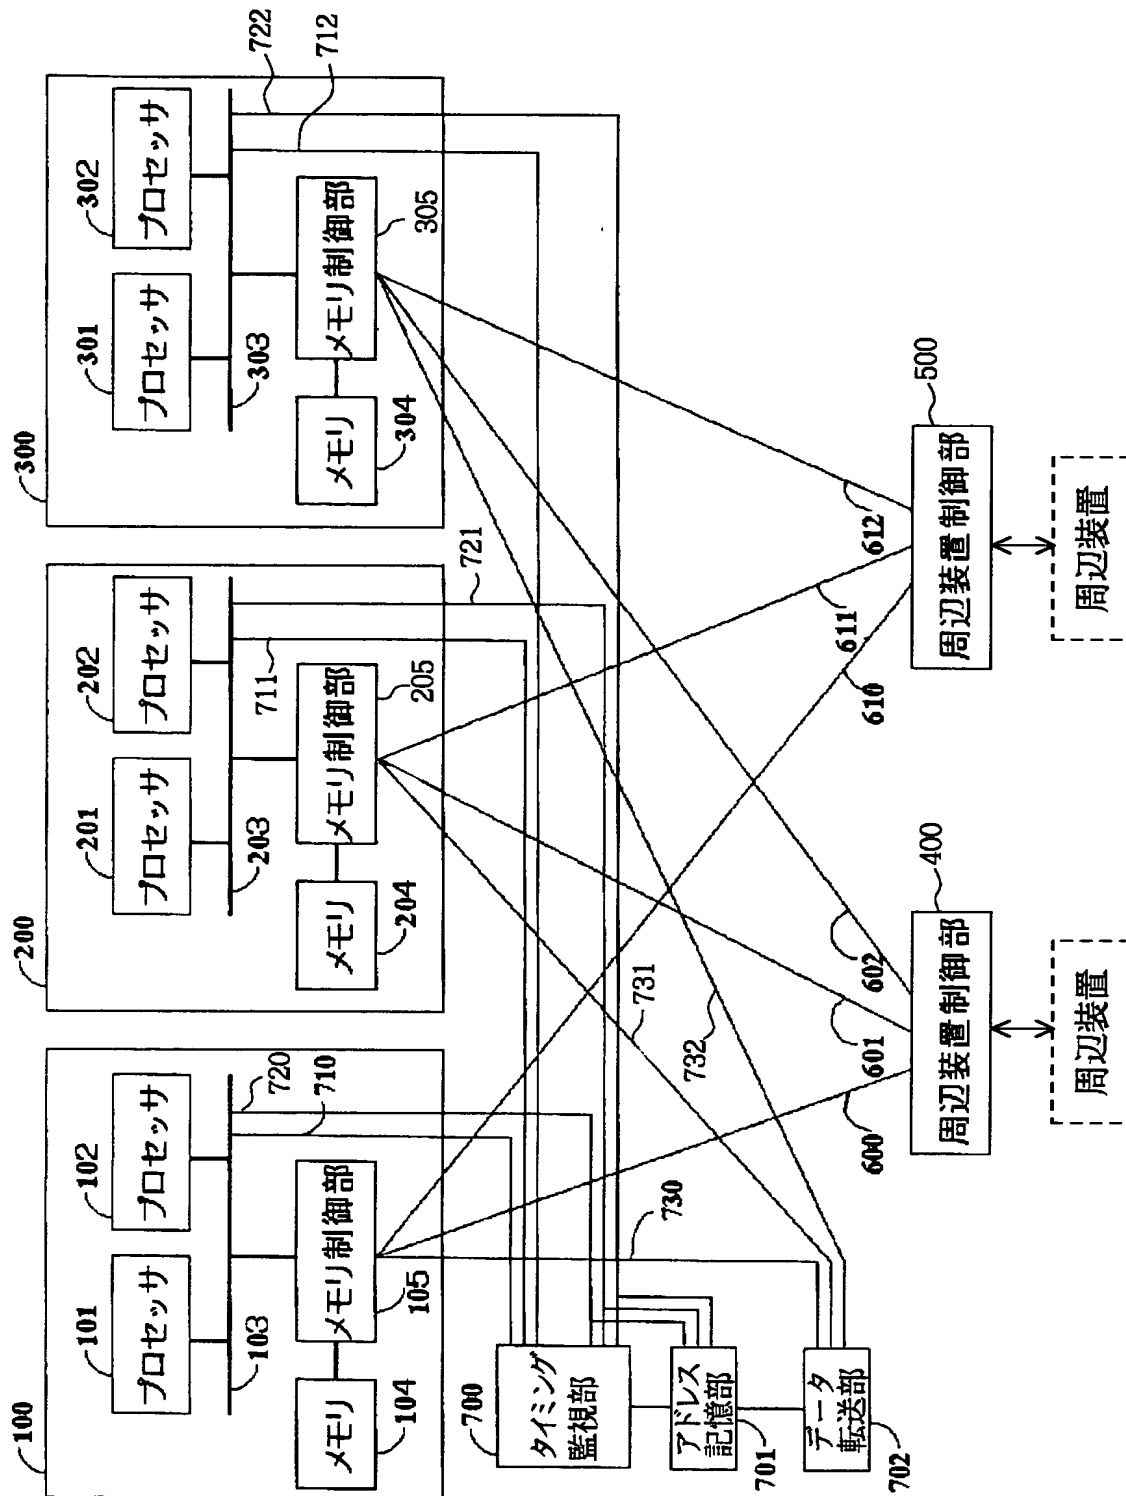 100
101
プロセッサ
102
プロセッサ
103
720
710
メモリ
104
メモリ制御部
105
200
201
プロセッサ
202
プロセッサ
203
711
721
メモリ
204
メモリ制御部
205
300
301
プロセッサ
302
プロセッサ
303
722
712
メモリ
304
メモリ制御部
305
700
タイミング
監視部
アドレス
記憶部
701
データ
転送部
702
730
731
732
600
601
602
610
611
612
400
周辺装置制御部
周辺装置
500
周辺装置制御部
周辺装置